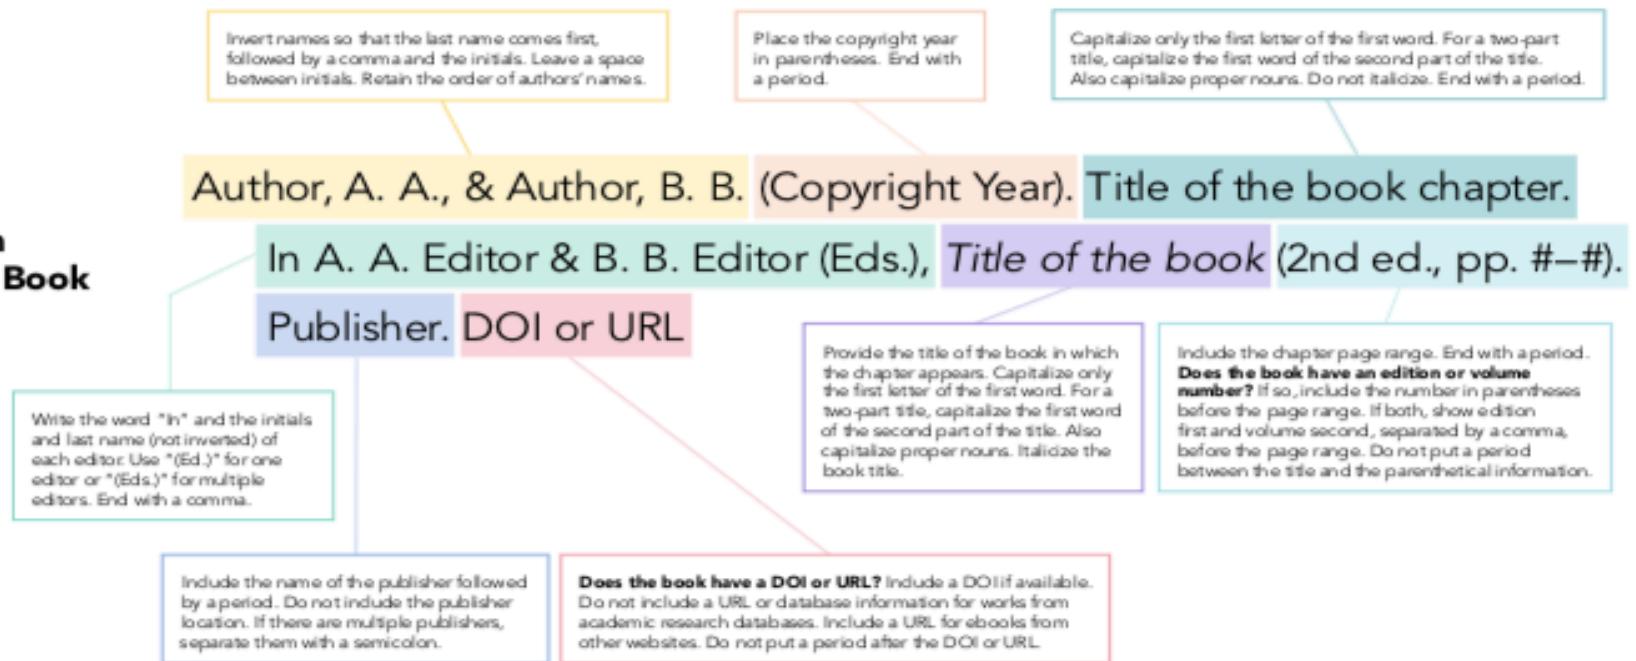 Invert names so that the last name comes first,
followed by a comma and the initials. Leave a space
between initials. Retain the order of authors' names.
Place the copyright year
in parentheses. End with
a period.
Capitalize only the first letter of the first word. For a two-part
title, capitalize the first word of the second part of the title.
Also capitalize proper nouns. Do not italicize. End with a period.
Author, A. A., & Author, B. B. (Copyright Year). Title of the book chapter.
In A. A. Editor & B. B. Editor (Eds.), Title of the book (2nd ed., pp. #–#).
Book
Publisher. DOI or URL
Provide the title of the book in which
the chapter appears. Capitalize only
the first letter of the first word. For a
two-part title, capitalize the first word
of the second part of the title. Also
capitalize proper nouns. Italicize the
book title.
Include the chapter page range. End with a period.
Does the book have an edition or volume
number? If so, include the number in parentheses
before the page range. If both, show edition
first and volume second, separated by a comma,
before the page range. Do not put a period
between the title and the parenthetical information.
Write the word "In" and the initials
and last name (not inverted) of
each editor. Use "(Ed.)" for one
editor or "(Eds.)" for multiple
editors. End with a comma.
Include the name of the publisher followed
by a period. Do not include the publisher
location. If there are multiple publishers,
separate them with a semicolon.
Does the book have a DOI or URL? Include a DOI if available.
Do not include a URL or database information for works from
academic research databases. Include a URL for ebooks from
other websites. Do not put a period after the DOI or URL.